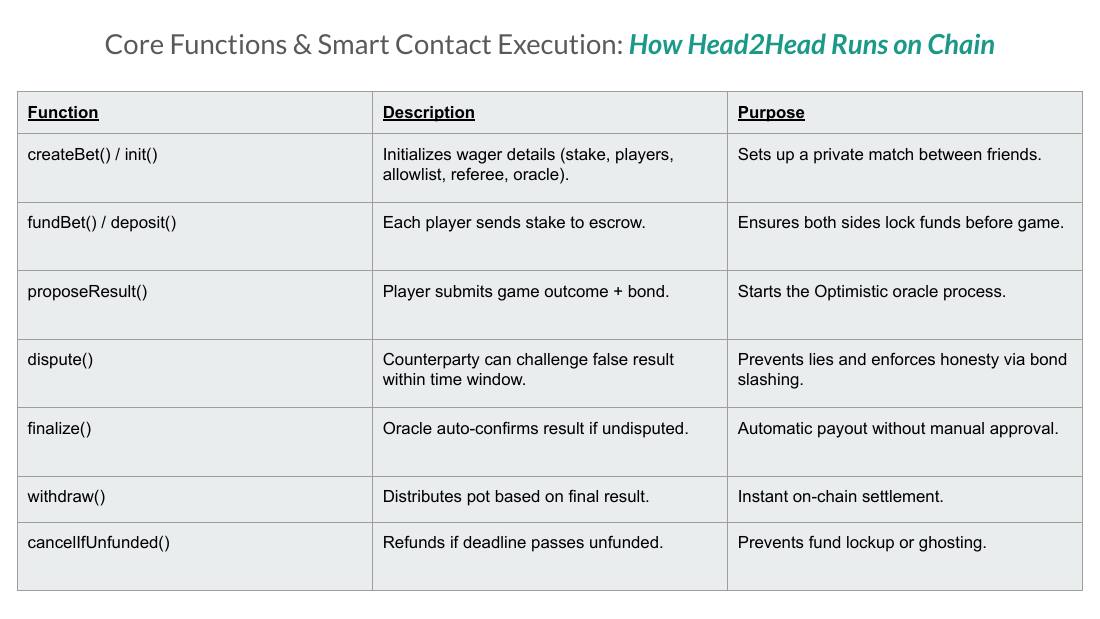 Core Functions & Smart Contact Execution: How Head2Head Runs on Chain
Function
Description
Purpose
createBet() / init()
Initializes wager details (stake, players,
allowlist, referee, oracle).
Sets up a private match between friends.
fundBet() / deposit()
Each player sends stake to escrow.
Ensures both sides lock funds before game.
proposeResult()
Player submits game outcome + bond.
Starts the Optimistic oracle process.
dispute()
Counterparty can challenge false result
within time window.
Prevents lies and enforces honesty via bond
slashing.
finalize()
Oracle auto-confirms result if undisputed.
Automatic payout without manual approval.
withdraw()
Distributes pot based on final result.
Instant on-chain settlement.
cancelIfUnfunded()
Refunds if deadline passes unfunded.
Prevents fund lockup or ghosting.